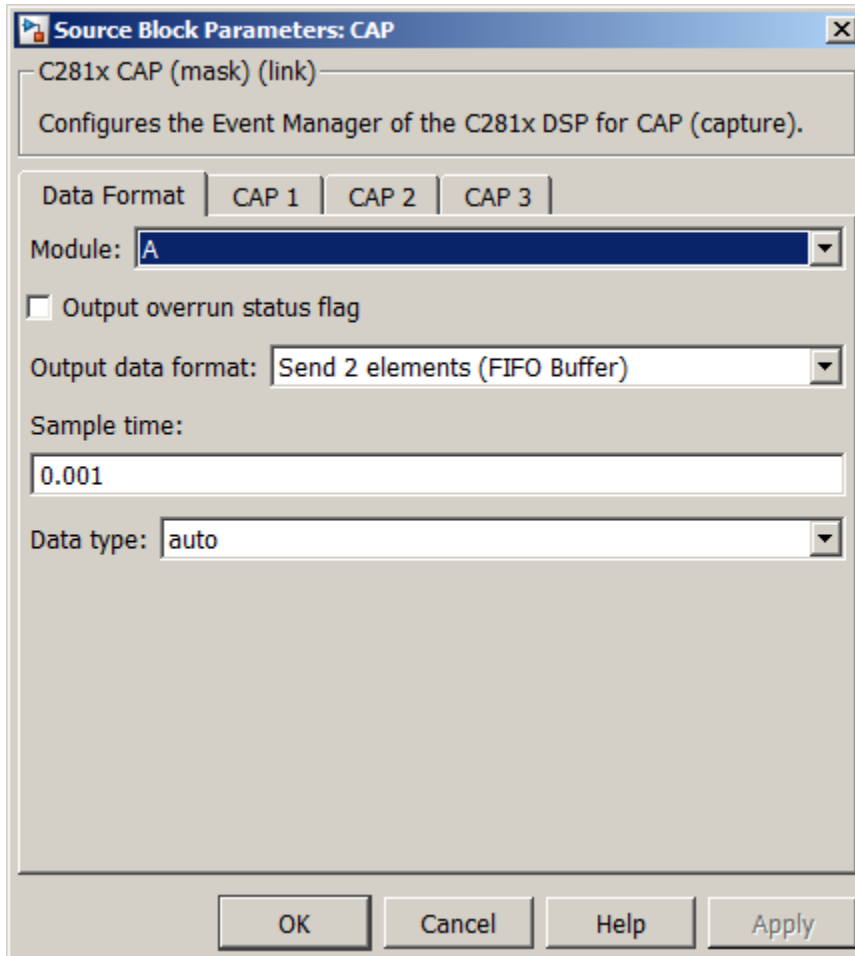 Source Block Parameters: CAP
C281x CAP (mask) (link)
Configures the Event Manager of the C281x DSP for CAP (capture).
Data Format CAP 1 CAP 2 CAP 3
Module: A
Output overrun status flag
Output data format: Send 2 elements (FIFO Buffer)
Sample time:
0.001
Data type: auto
OK Cancel Help Apply